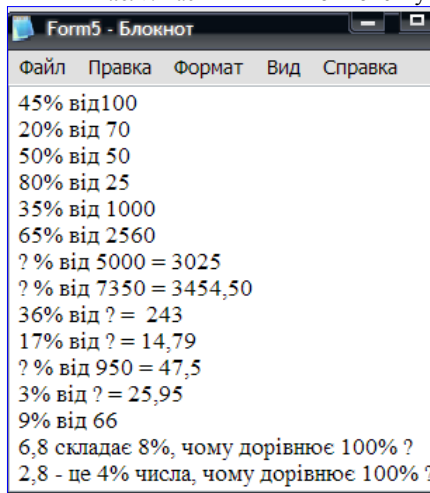 Form5 - Блокнот
Файл Правка Формат Вид Справка
45% від100
20% від 70
50% від 50
80% від 25
35% від 1000
65% від 2560
? % від 5000 = 3025
? % від 7350 = 3454,50
36% від ? =  243
17% від ? = 14,79
? % від 950 = 47,5
3% від ? = 25,95
9% від 66
6,8 складає 8%, чому дорівнює 100% ?
2,8 - це 4% числа, чому дорівнює 100% ?